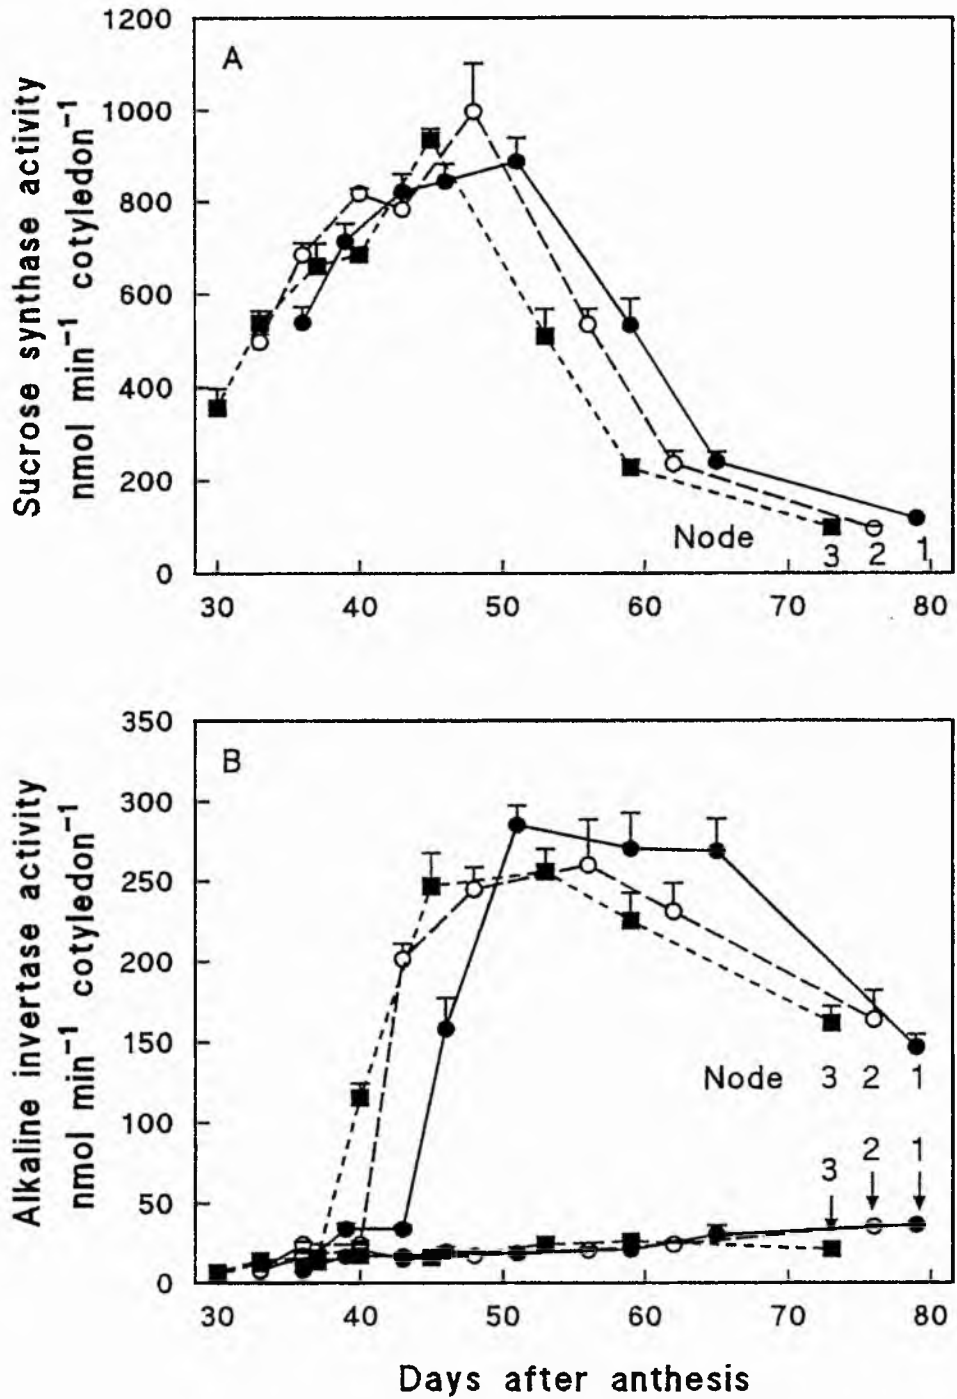 Sucrose synthase activity
nmol min⁻¹ cotyledon⁻¹
1200
1000
800
600
400
200
0
A
Node
3 2 1
30 40 50 60 70 80
Alkaline invertase activity
nmol min⁻¹ cotyledon⁻¹
350
300
250
200
150
100
50
0
B
Node 3 2 1
3 2 1
30 40 50 60 70 80
Days after anthesis